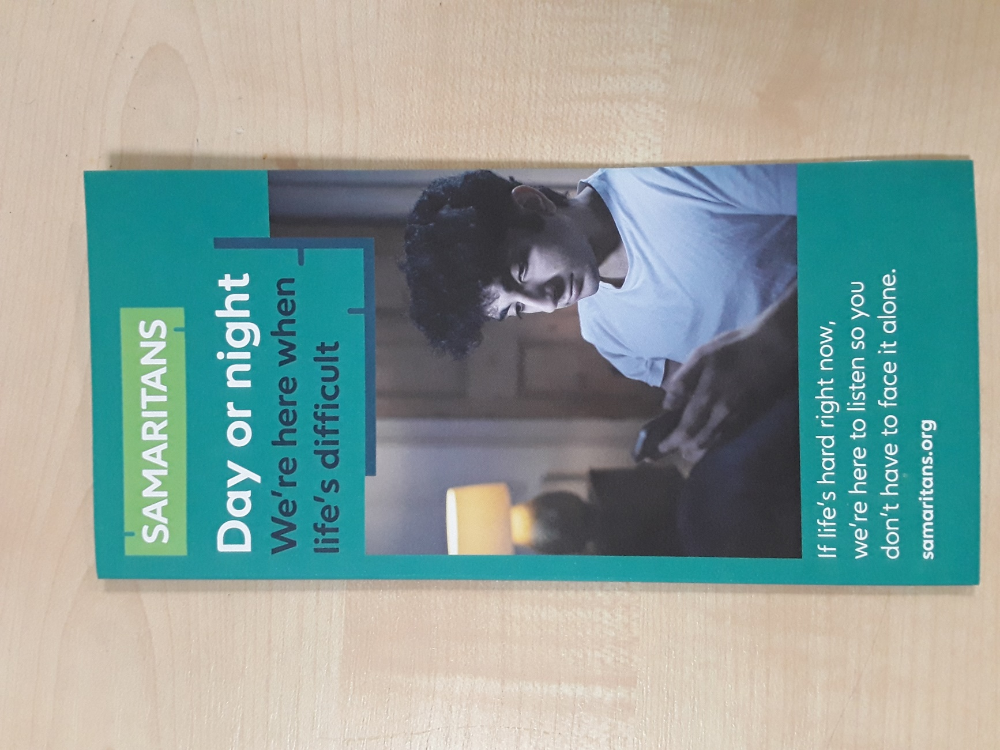 SAMARITANS
Day or night
We're here when
life's difficult
If life's hard right now,
we're here to listen so you
don't have to face it alone.
samaritans.org